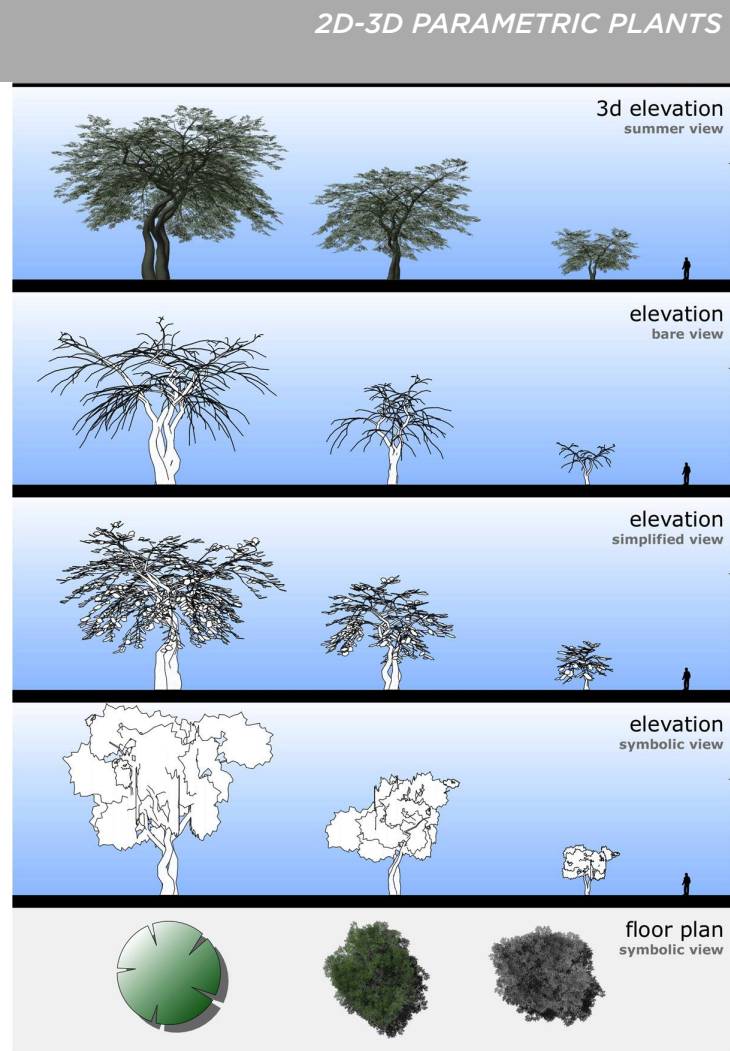 2D-3D PARAMETRIC PLANTS
3d elevation
summer view
elevation
bare view
elevation
simplified view
elevation
symbolic view
floor plan
symbolic view